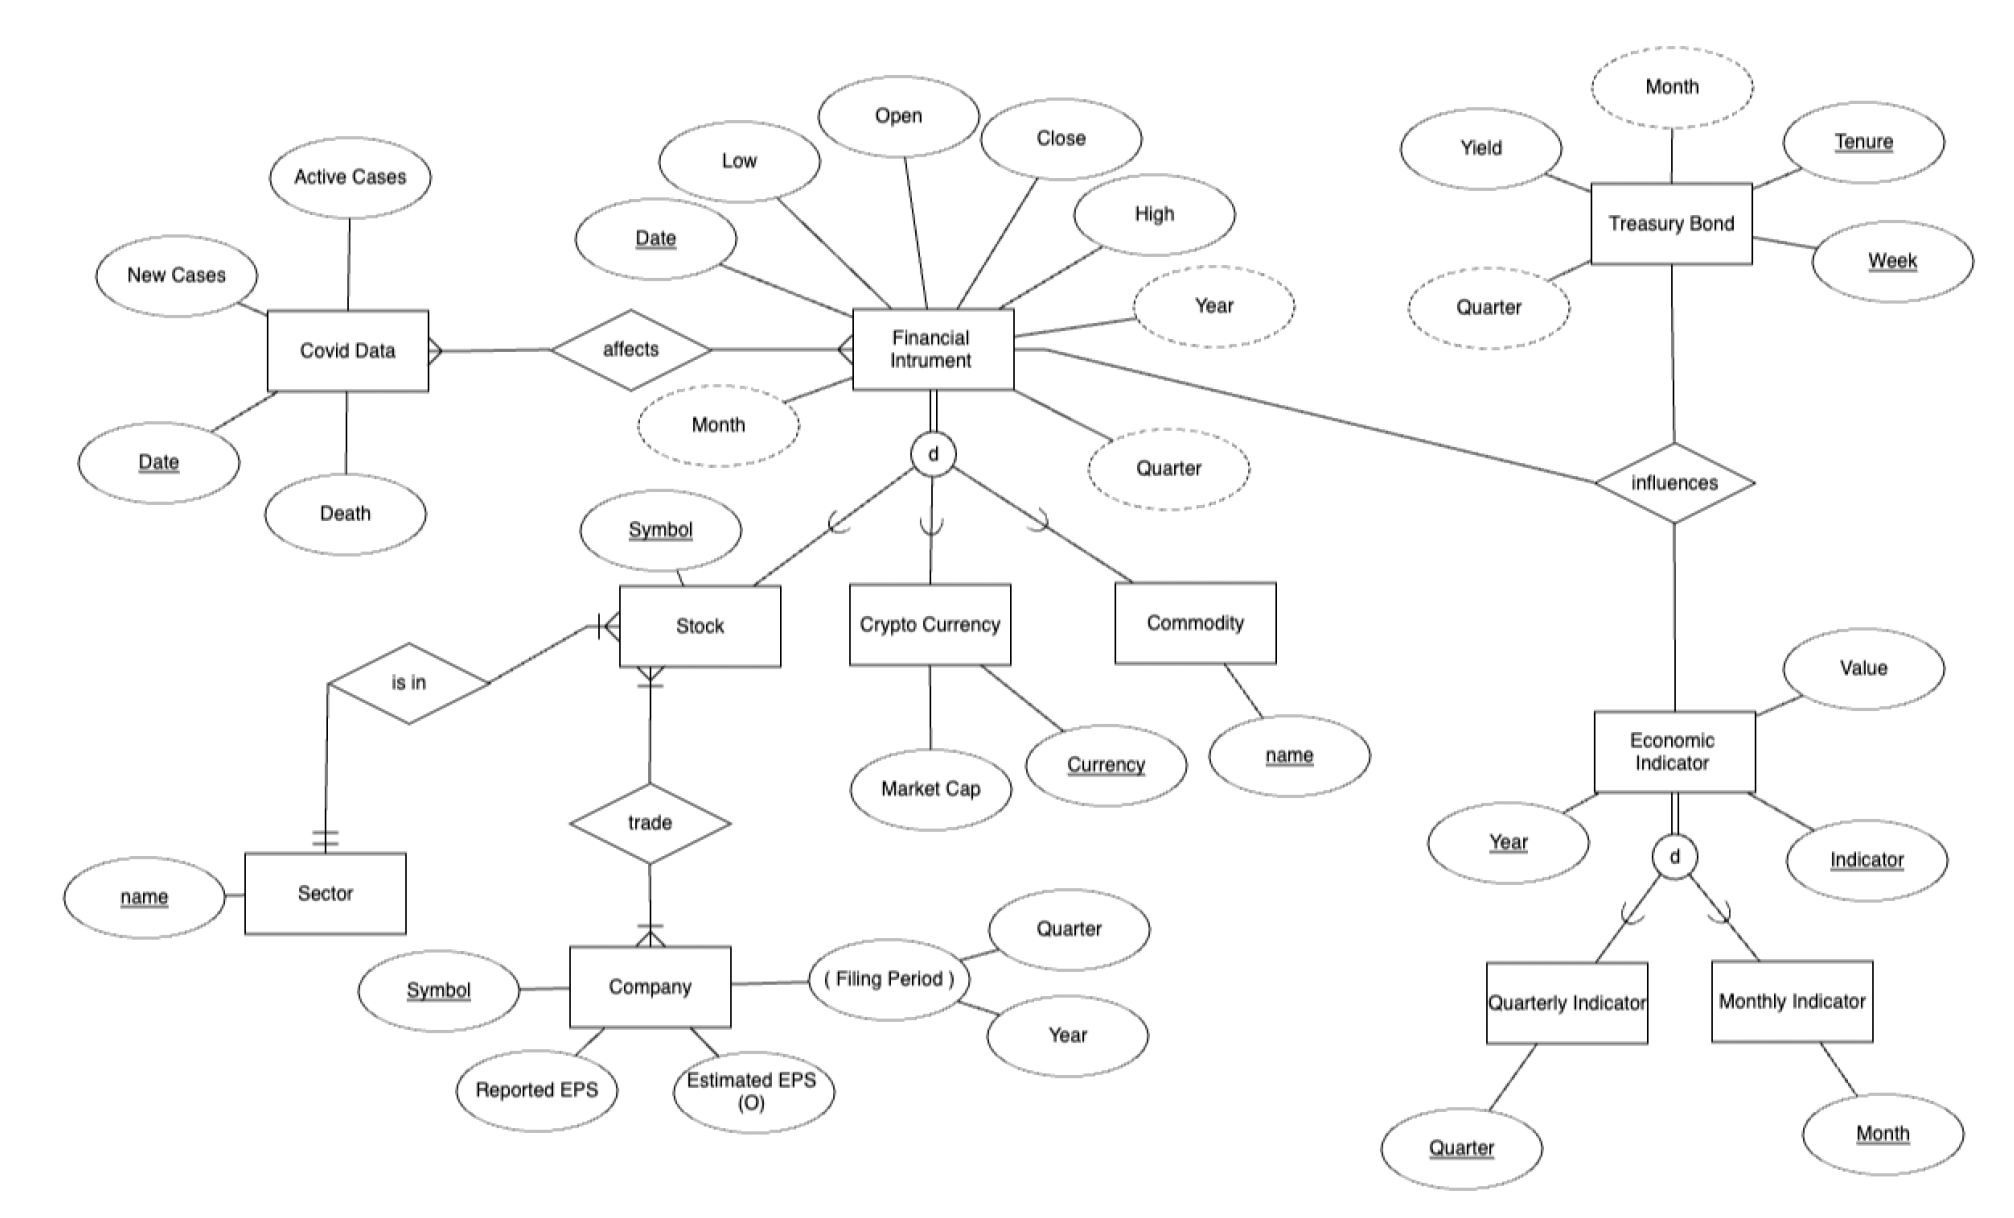 Month
Open
Close
Tenure
Yield
Low
Active Cases
High
Treasury Bond
Date
Week
New Cases
Year
Quarter
Financial
Intrument
Covid Data
affects
Month
Quarter
d
Date
influences
Death
Symbol
Stock
Crypto Currency
Commodity
is in
Value
Economic
Indicator
name
Currency
Market Cap
trade
Year
d
Indicator
Sector
name
Quarter
( Filing Period )
Symbol
Company
Quarterly Indicator
Monthly Indicator
Year
Reported EPS
Estimated EPS
(O)
Month
Quarter